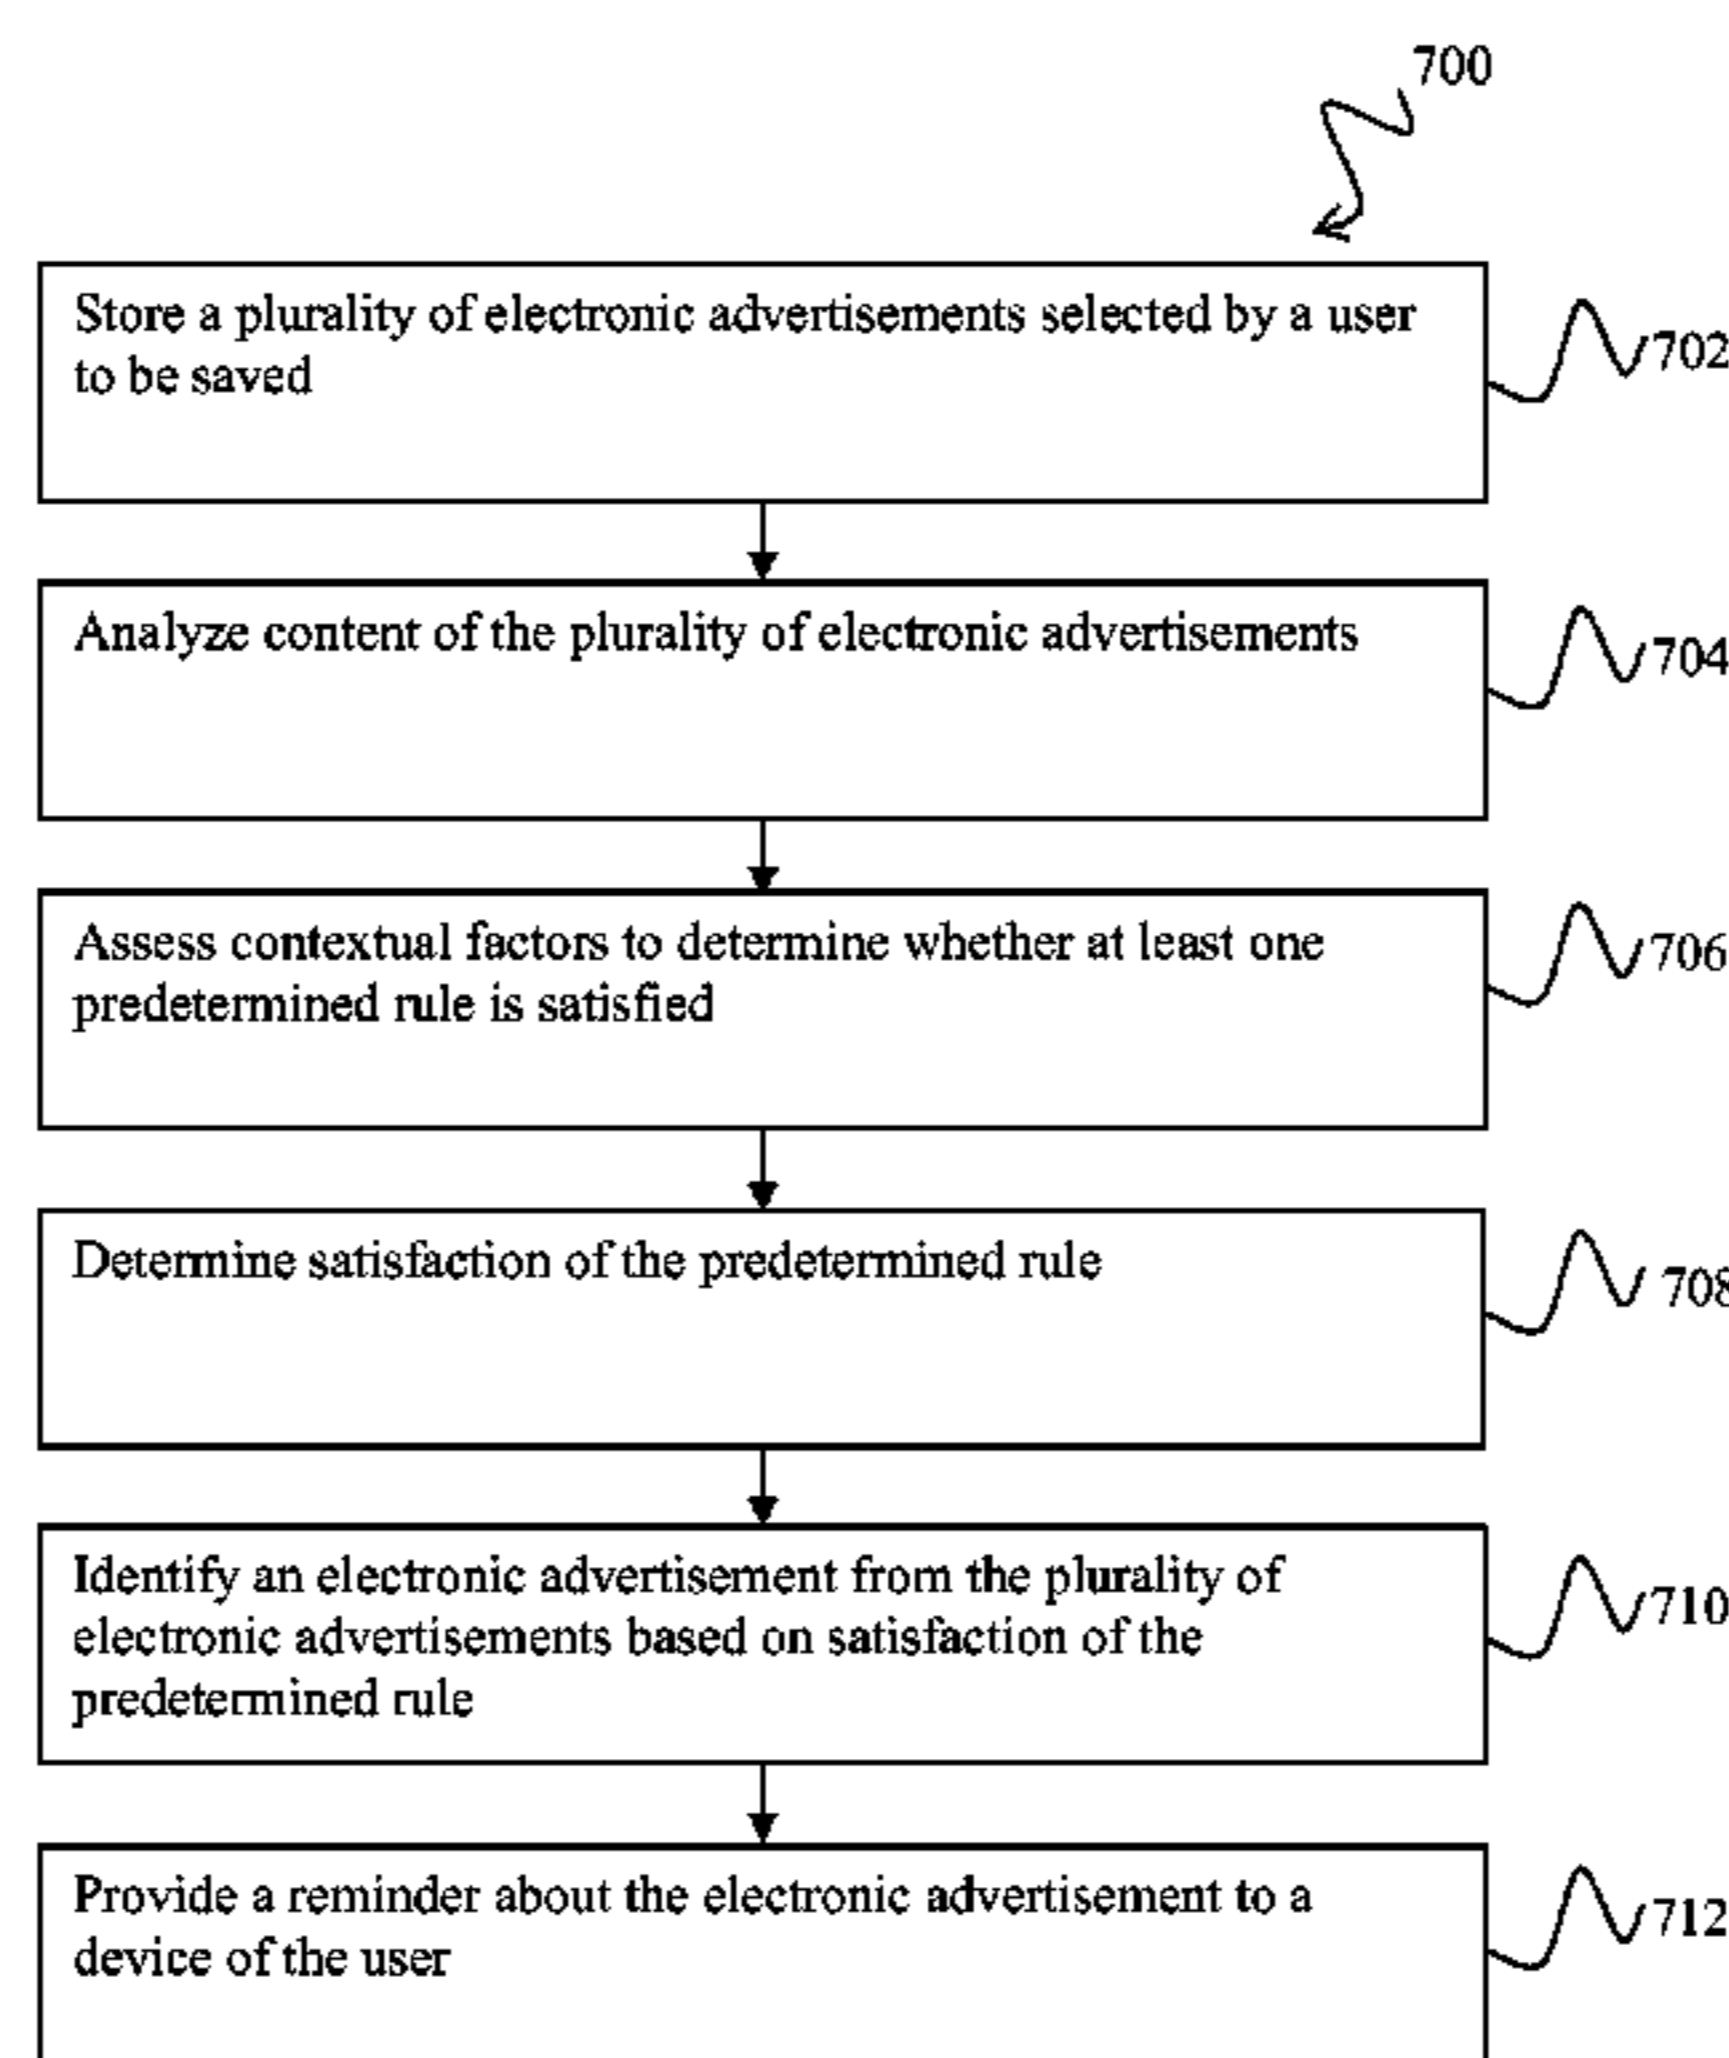 700
Store a plurality of electronic advertisements selected by a user
to be saved
702
Analyze content of the plurality of electronic advertisements
704
Assess contextual factors to determine whether at least one
predetermined rule is satisfied
706
Determine satisfaction of the predetermined rule
708
Identify an electronic advertisement from the plurality of
electronic advertisements based on satisfaction of the
predetermined rule
710
Provide a reminder about the electronic advertisement to a
device of the user
712